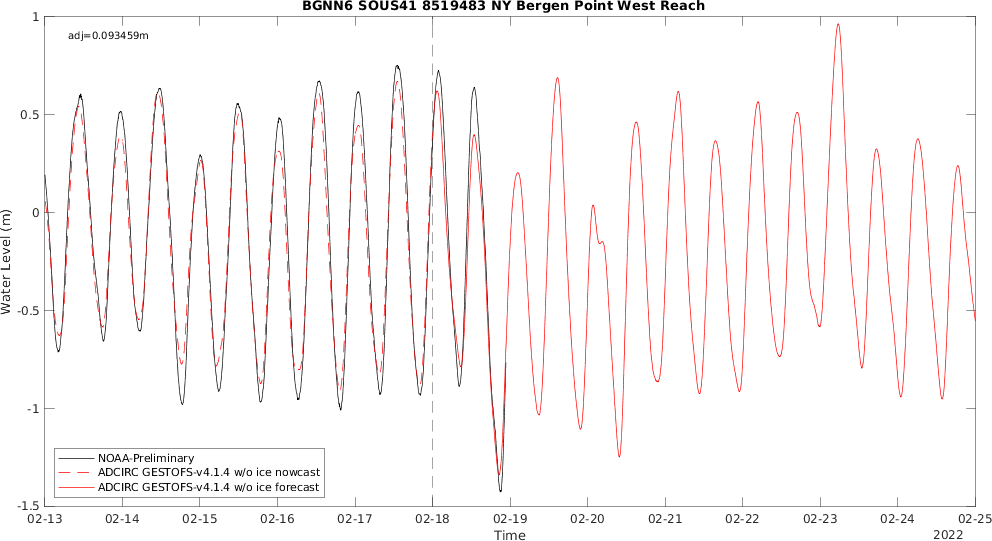 BGNN6 SOUS41 8519483 NY Bergen Point West Reach
adj=0.093459m
1
0.5
0
-0.5
-1
-1.5
Water Level (m)
NOAA-Preliminary
ADCIRC GESTOFS-v4.1.4 w/o ice nowcast
ADCIRC GESTOFS-v4.1.4 w/o ice forecast
02-13 02-14 02-15 02-16 02-17 02-18 02-19 02-20 02-21 02-22 02-23 02-24 02-25
Time
2022